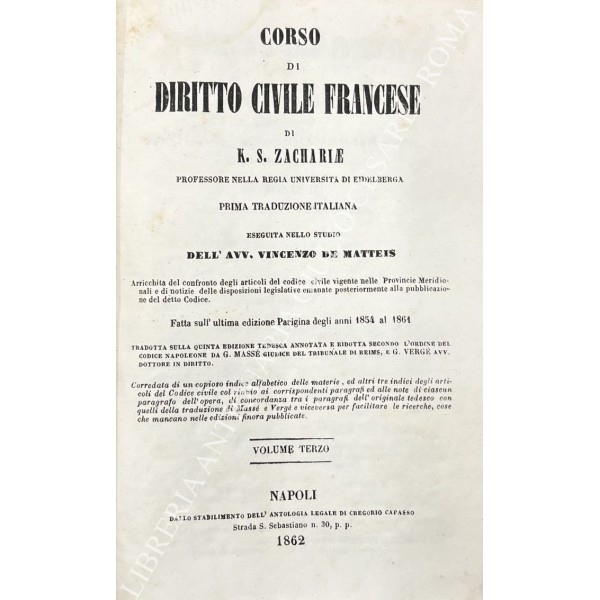 CORSO
DI
DIRITTO CIVILE FRANCESE
DI
K. S. ZACHARIÆ
PROFESSORE NELLA REGIA UNIVERSITÀ DI EIDELBERGA
PRIMA TRADUZIONE ITALIANA
ESEGUITA NELLO STUDIO
DELL' AVV. VINCENZO DE MATTEIS
Arricchita del confronto degli articoli del codice civile vigente nelle Provincie Meridio-
nali e di notizie delle disposizioni legislative emanate posteriormente alla pubblicazio-
ne del detto Codice.
Fatta sull' ultima edizione Parigina degli anni 1854 al 1861
TRADOTTA SULLA QUINTA EDIZIONE TEDESCA ANNOTATA E RIDOTTA SECONDO L'ORDINE DEL
CODICE NAPOLEONE DA G. MASSÉ GIUDICE DEL TRIBUNALE DI REIMS, E G. VERGÉ AVV.
DOTTORE IN DIRITTO.
Corredata di un copioso indice alfabetico delle materie, ed altri tre indici degli arti-
coli del Codice civile col rinvio ai corrispondenti paragrafi ed alle note di ciascun
paragrafo dell'opera, di concordanza tra i paragrafi dell'originale tedesco con
quelli della traduzione di Massé e Vergé e viceversa per facilitare le ricerche, cose
che mancano nelle edizioni finora pubblicate.
VOLUME TERZO
NAPOLI
DALLO STABILIMENTO DELL' ANTOLOGIA LEGALE DI GREGORIO CAPASSO
Strada S. Sebastiano n. 30, p. p.
1862